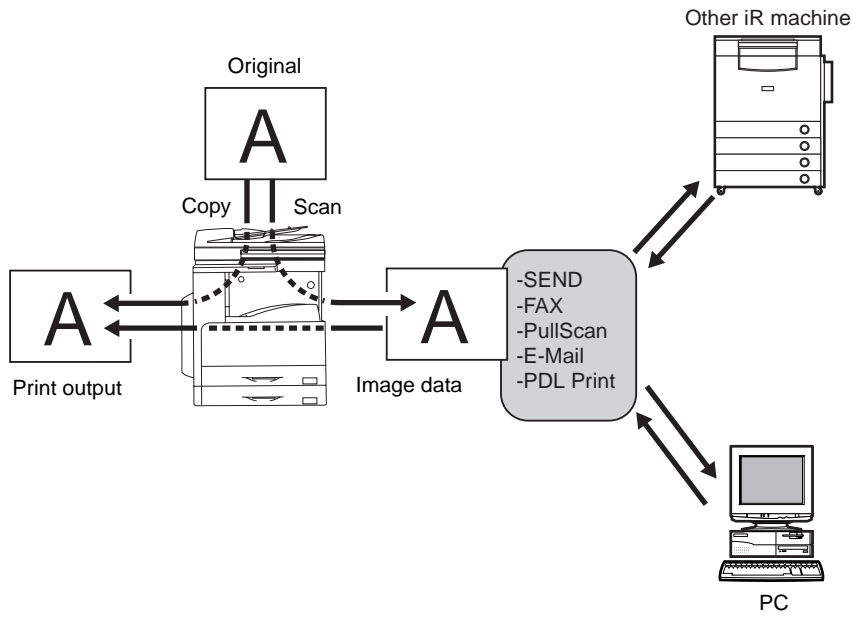 Other iR machine
Original
A
Copy
Scan
A
A
-SEND
-FAX
-PullScan
-E-Mail
-PDL Print
Print output
Image data
PC